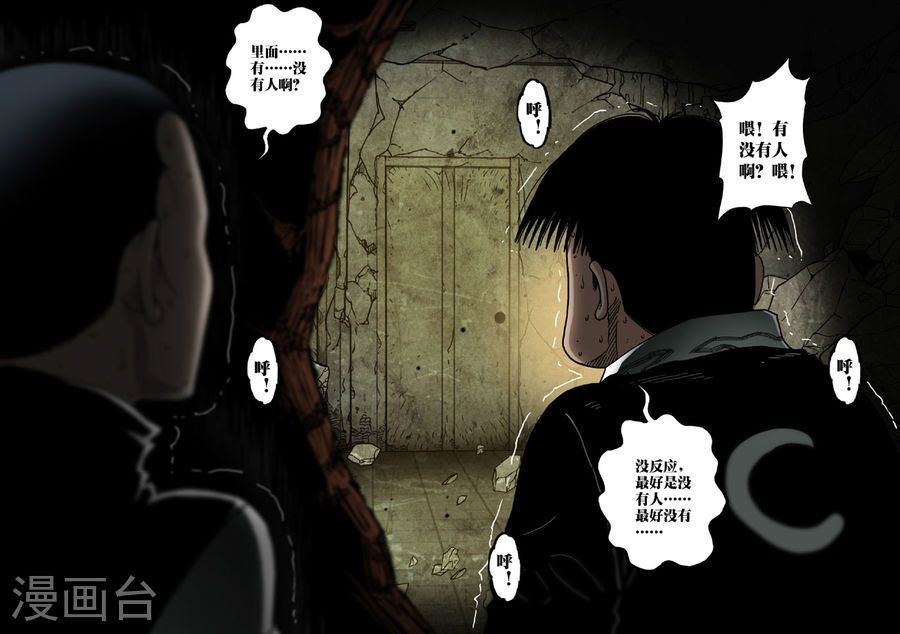 里面……
有……没
有人啊？
呼！
喂！有
没有人
啊？喂！
呼！
呼！
没反应，
最好是没
有人……
最好没有
……
呼！
漫画台